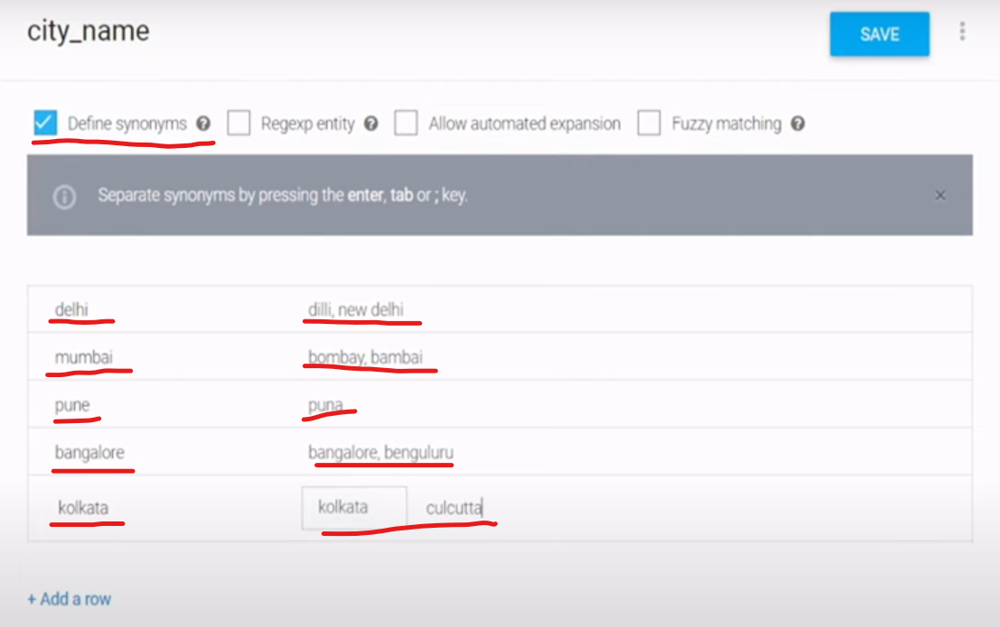 city_name
SAVE
Define synonyms ? Regexp entity ? Allow automated expansion Fuzzy matching ?
Separate synonyms by pressing the enter, tab or ; key.
delhi dilli, new delhi
mumbai bombay, bambai
pune puna
bangalore bangalore, benguluru
kolkata kolkata culcutta
+ Add a row